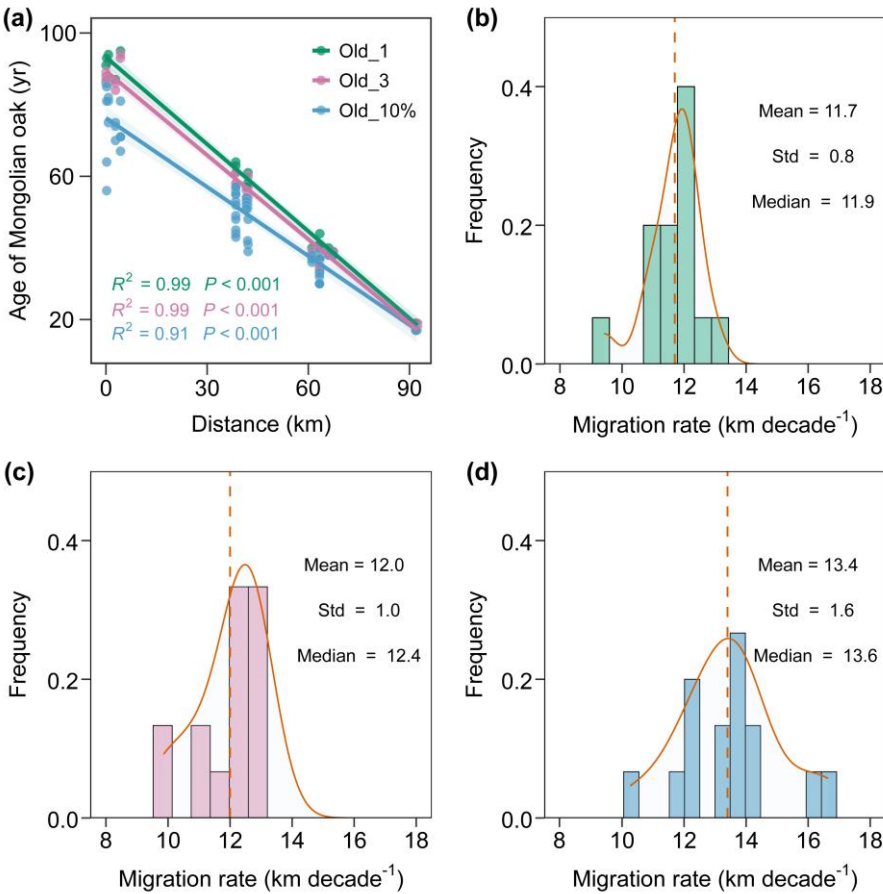 (a)
100
60
20
Age of Mongolian oak (yr)
Old_1
Old_3
Old_10%
R² = 0.99 P < 0.001
R² = 0.99 P < 0.001
R² = 0.91 P < 0.001
0 30 60 90
Distance (km)
(b)
0.4
0.2
0.0
Frequency
Mean = 11.7
Std = 0.8
Median = 11.9
8 10 12 14 16 18
Migration rate (km decade⁻¹)
(c)
0.4
0.2
0.0
Frequency
Mean = 12.0
Std = 1.0
Median = 12.4
8 10 12 14 16 18
Migration rate (km decade⁻¹)
(d)
0.4
0.2
0.0
Frequency
Mean = 13.4
Std = 1.6
Median = 13.6
8 10 12 14 16 18
Migration rate (km decade⁻¹)